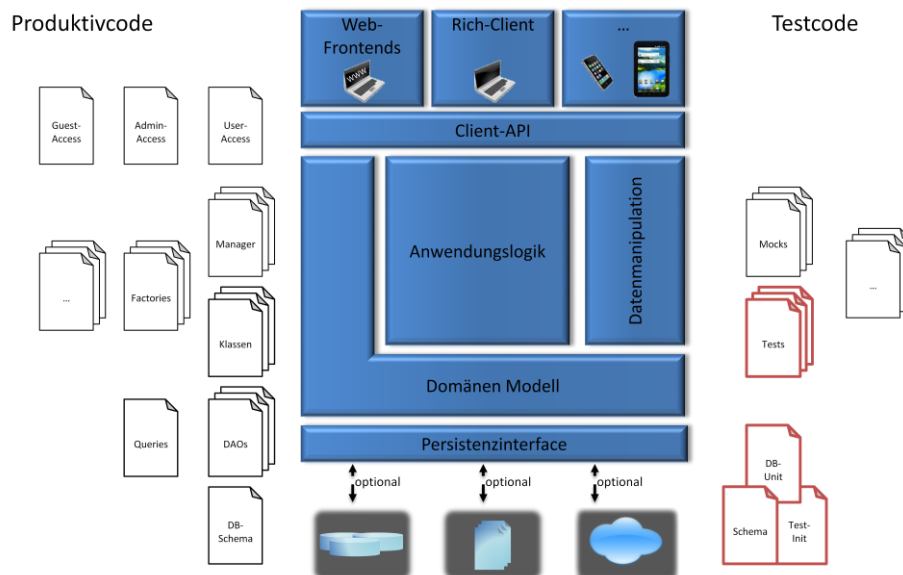 Produktivcode
Testcode
Web-
Frontends
Rich-Client
...
www
Client-API
Guest-
Access
Admin-
Access
User-
Access
Manager
...
Factories
Klassen
Queries
DAOs
DB-
Schema
Anwendungslogik
Datenmanipulation
Domänen Modell
Persistenzinterface
optional
optional
optional
Mocks
...
Tests
DB-
Unit
Schema
Test-
Init